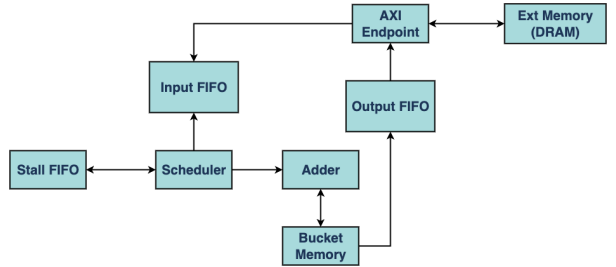 AXI
Endpoint
Ext Memory
(DRAM)
Input FIFO
Output FIFO
Stall FIFO
Scheduler
Adder
Bucket
Memory